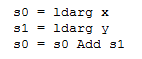 s0 = ldarg x
s1 = ldarg y
s0 = s0 Add s1